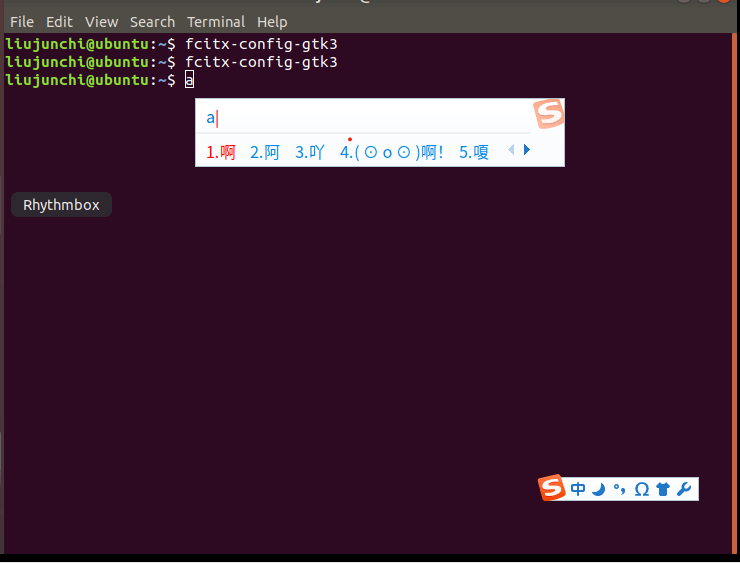 File Edit View Search Terminal Help
liujunchi@ubuntu:~$ fcitx-config-gtk3
liujunchi@ubuntu:~$ fcitx-config-gtk3
liujunchi@ubuntu:~$ a
a
1.啊 2.阿 3.吖 4.(⊙o⊙)啊! 5.嗄
Rhythmbox
S 中 °, Ω